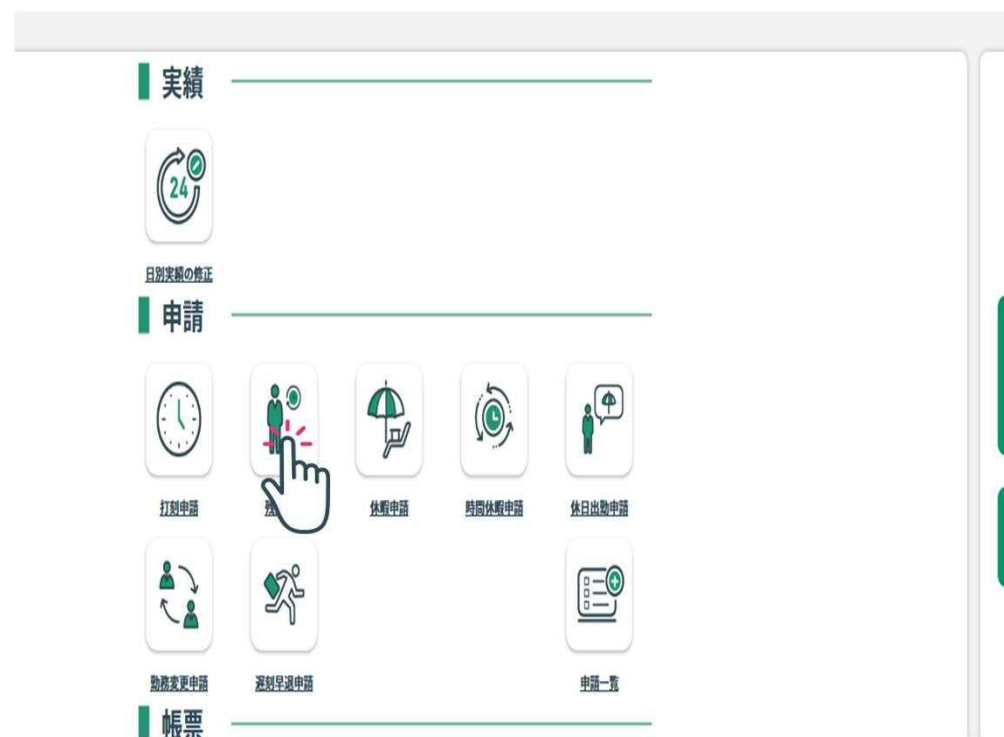 実績
24
日別実績の修正
申請
打刻申請
休暇申請
時間休暇申請
休日出勤申請
勤務変更申請
遅刻早退申請
申請一覧
帳票